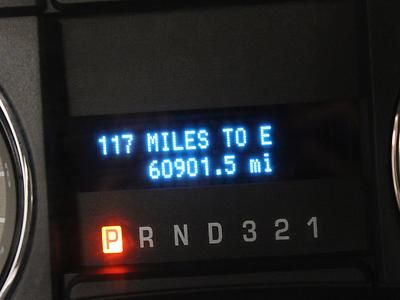 117 MILES TO E
60901.5 mi
P R N D 3 2 1